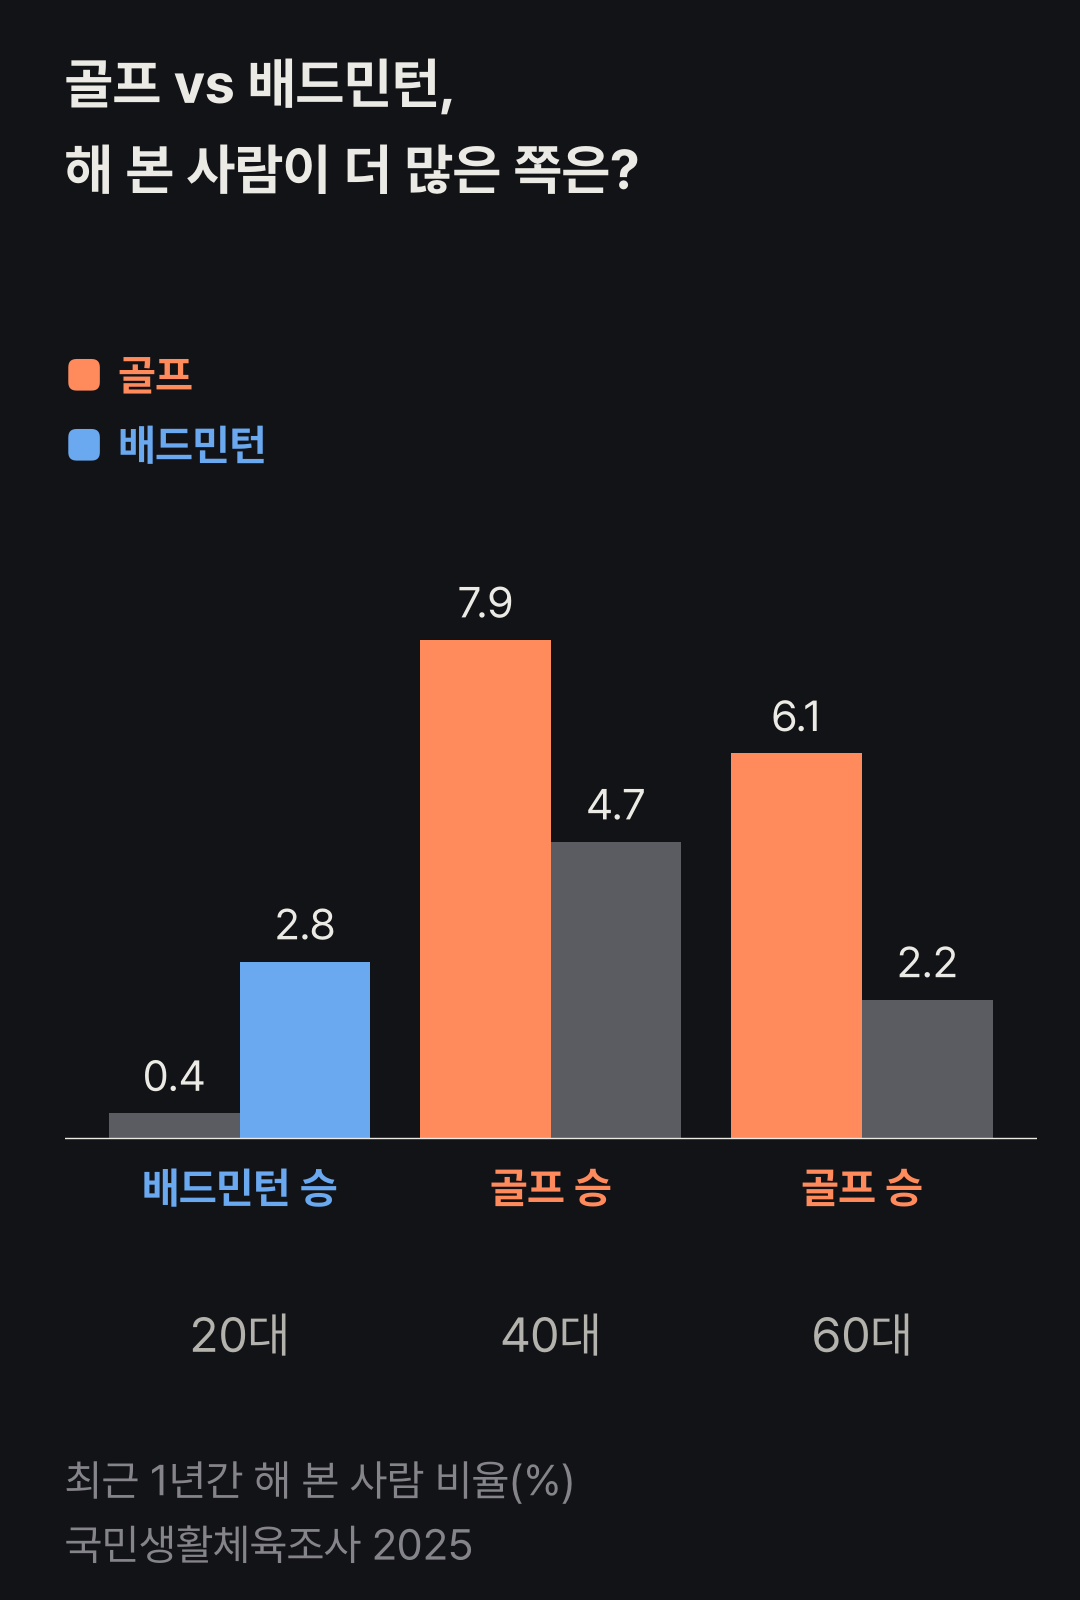 골프 vs 배드민턴,
해 본 사람이 더 많은 쪽은?
골프
배드민턴
7.9
6.1
4.7
2.8
2.2
0.4
배드민턴 승
골프 승
골프 승
20대
40대
60대
최근 1년간 해 본 사람 비율(%)
국민생활체육조사 2025